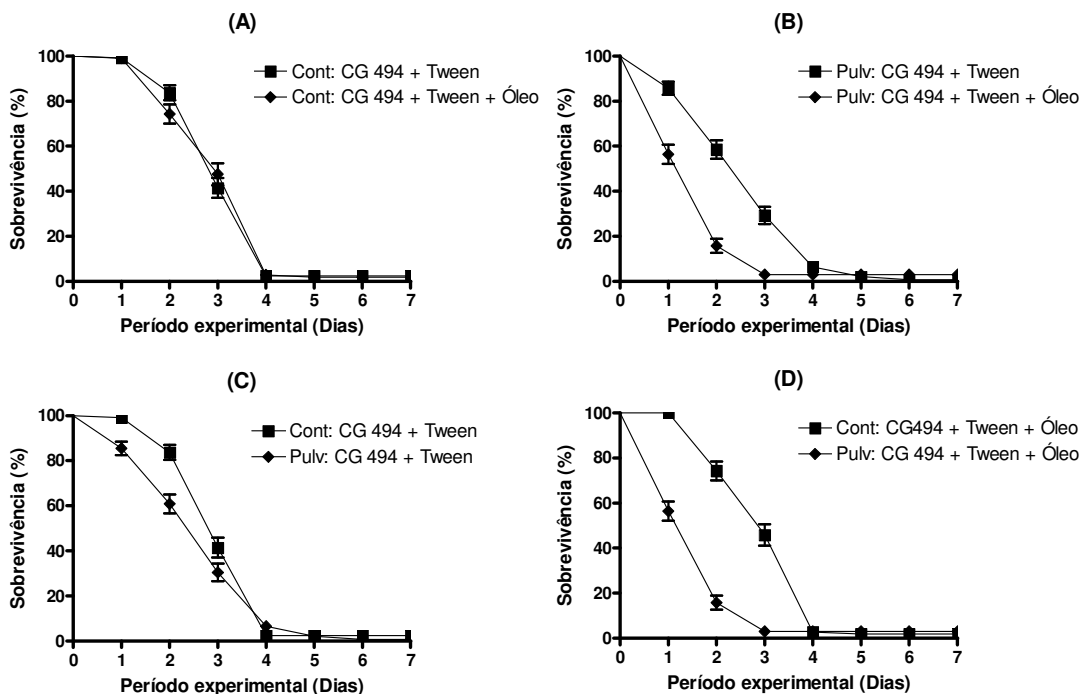 (A)
Sobrevivência (%)
100
80
60
40
20
0
Cont: CG 494 + Tween
Cont: CG 494 + Tween + Óleo
0 1 2 3 4 5 6 7
Período experimental (Dias)
(B)
Sobrevivência (%)
100
80
60
40
20
0
Pulv: CG 494 + Tween
Pulv: CG 494 + Tween + Óleo
0 1 2 3 4 5 6 7
Período experimental (Dias)
(C)
Sobrevivência (%)
100
80
60
40
20
0
Cont: CG 494 + Tween
Pulv: CG 494 + Tween
0 1 2 3 4 5 6 7
Período experimental (Dias)
(D)
Sobrevivência (%)
100
80
60
40
20
0
Cont: CG494 + Tween + Óleo
Pulv: CG 494 + Tween + Óleo
0 1 2 3 4 5 6 7
Período experimental (Dias)